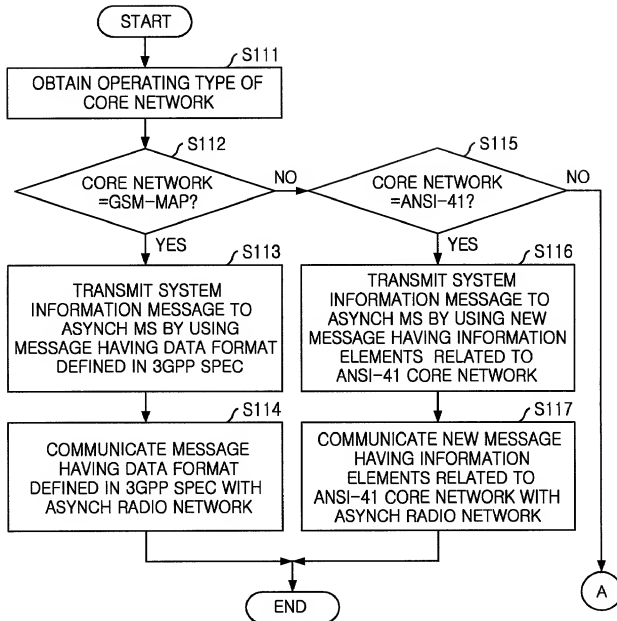 START
S111
OBTAIN OPERATING TYPE OF
CORE NETWORK
S112
CORE NETWORK
=GSM-MAP?
NO
YES
S115
CORE NETWORK
=ANSI-41?
NO
YES
S113
TRANSMIT SYSTEM
INFORMATION MESSAGE TO
ASYNCH MS BY USING
MESSAGE HAVING DATA FORMAT
DEFINED IN 3GPP SPEC
S116
TRANSMIT SYSTEM
INFORMATION MESSAGE TO
ASYNCH MS BY USING NEW
MESSAGE HAVING INFORMATION
ELEMENTS RELATED TO
ANSI-41 CORE NETWORK
S114
COMMUNICATE MESSAGE
HAVING DATA FORMAT
DEFINED IN 3GPP SPEC WITH
ASYNCH RADIO NETWORK
S117
COMMUNICATE NEW MESSAGE
HAVING INFORMATION
ELEMENTS RELATED TO
ANSI-41 CORE NETWORK WITH
ASYNCH RADIO NETWORK
END
A